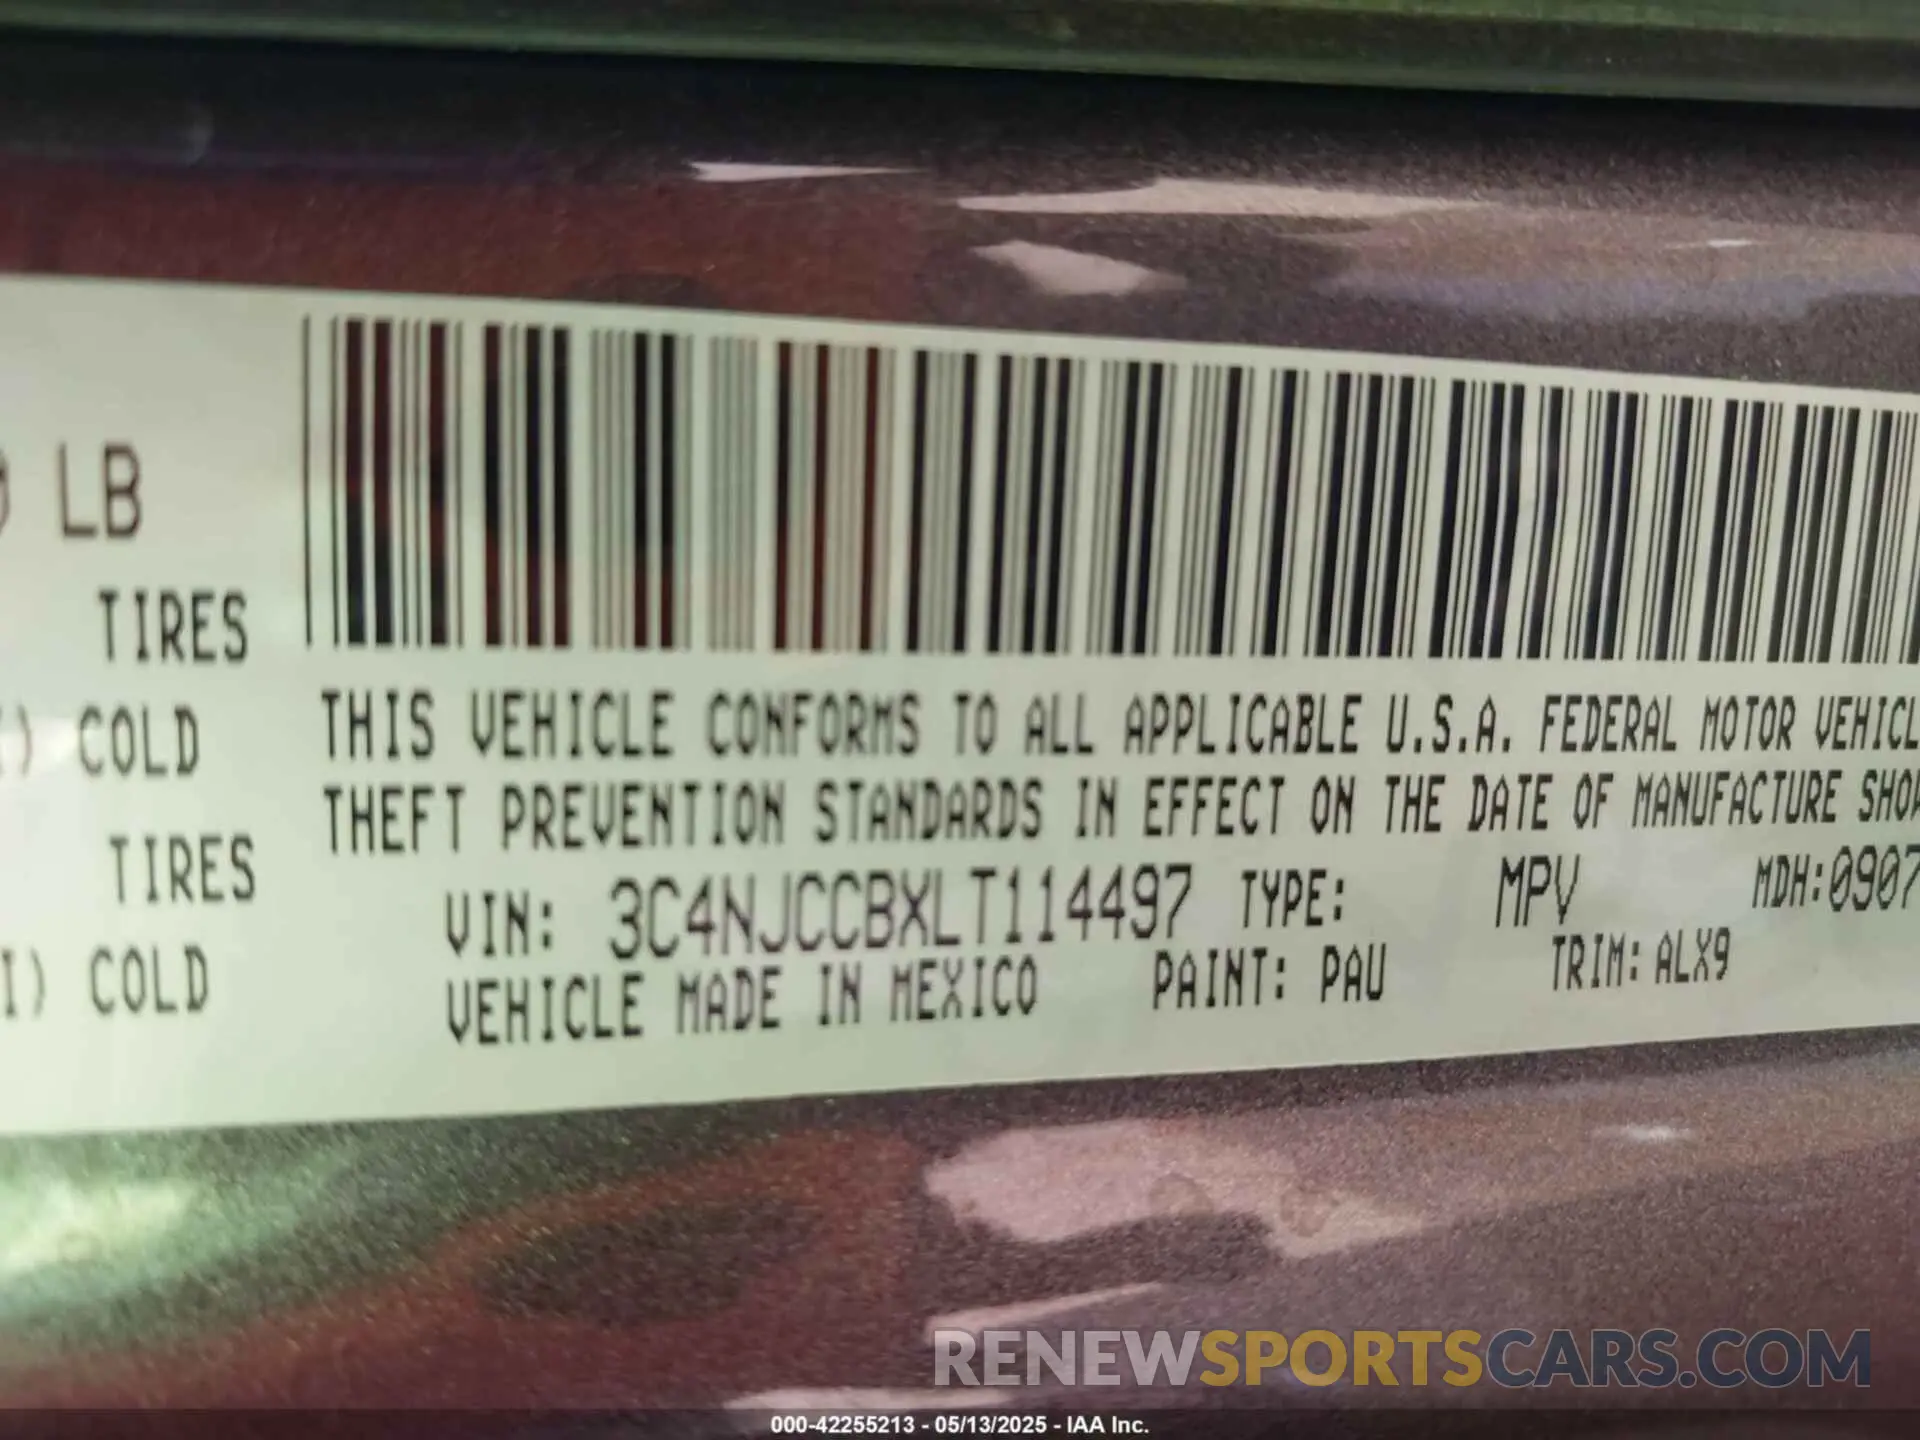 LB
TIRES
COLD
TIRES
I) COLD
THIS VEHICLE CONFORMS TO ALL APPLICABLE U.S.A. FEDERAL MOTOR VEHICL
THEFT PREVENTION STANDARDS IN EFFECT ON THE DATE OF MANUFACTURE SHOW
VIN: 3C4NJCCBXLT114497 TYPE: MPV MDH:0907
VEHICLE MADE IN MEXICO PAINT: PAU TRIM: ALX9
RENEWSPORTSCARS.COM
000-42255213 - 05/13/2025 - IAA Inc.